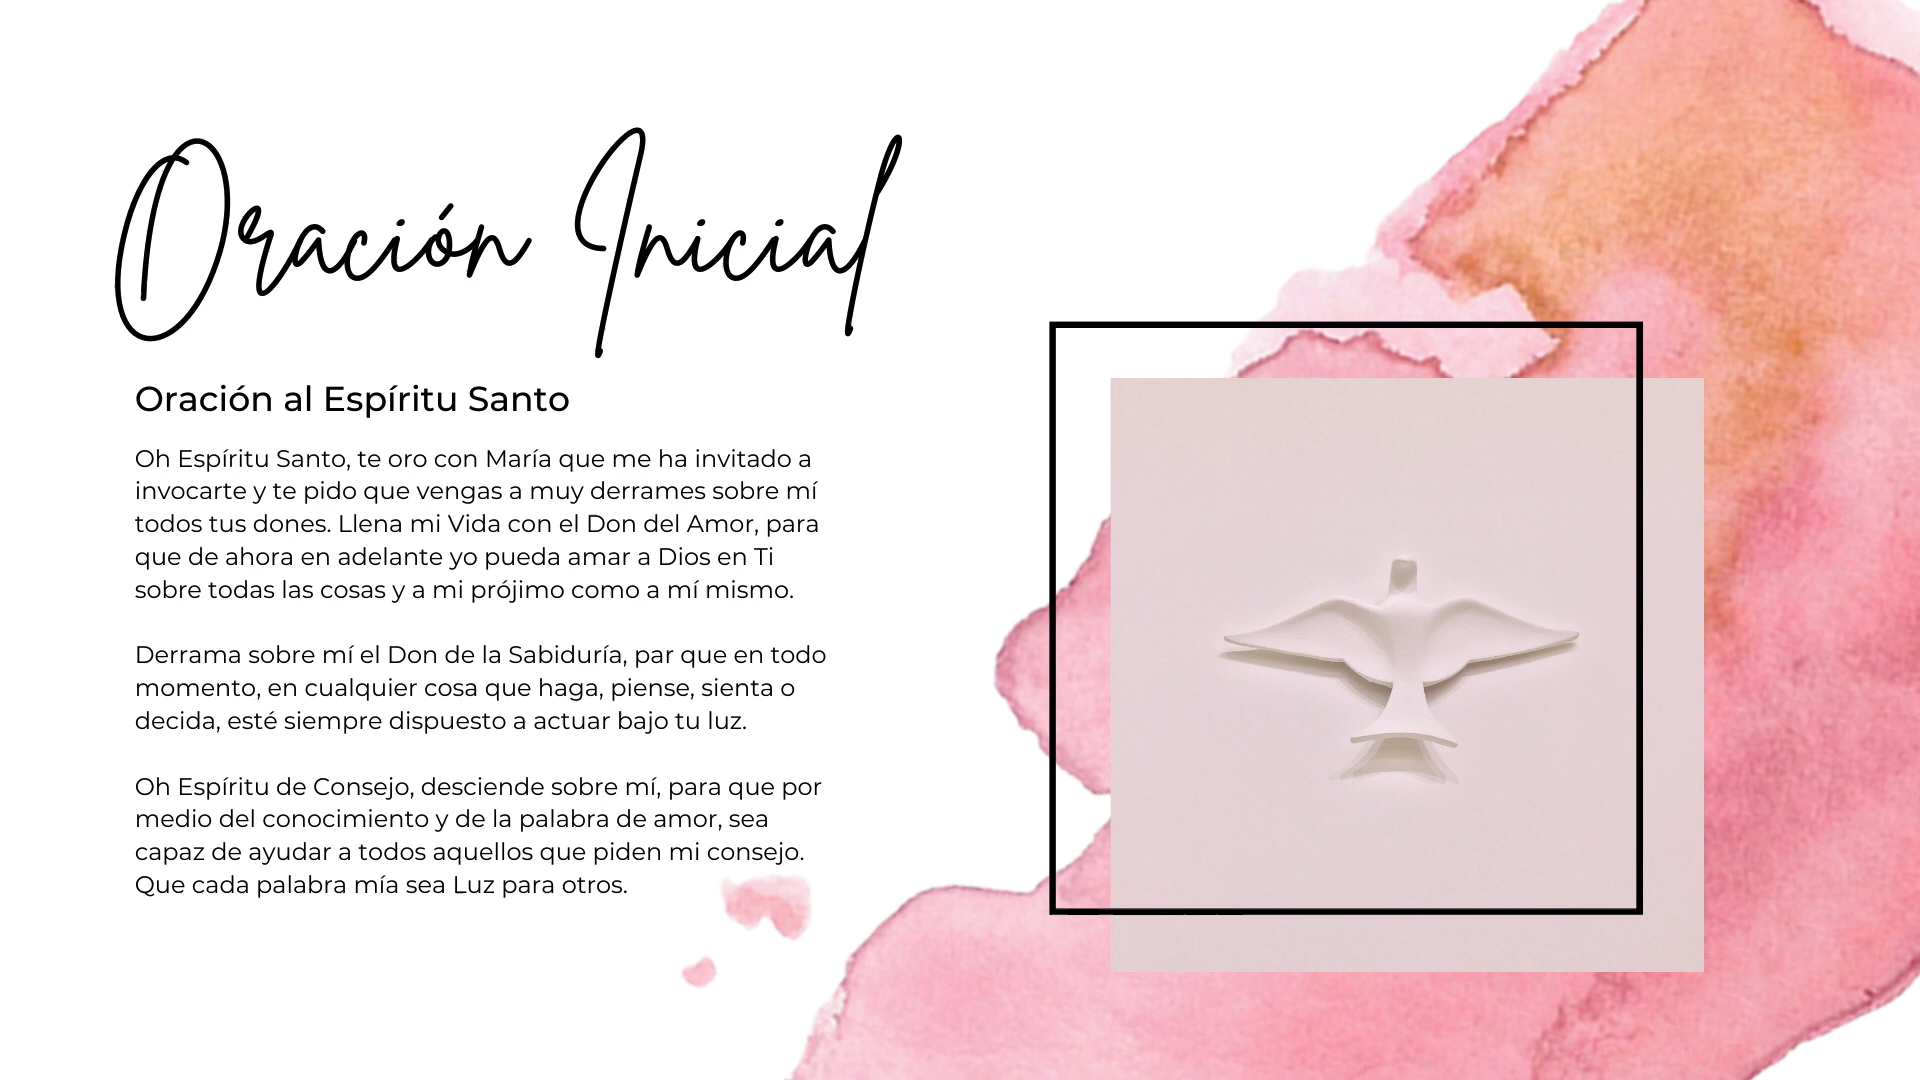 Oración Inicial
Oración al Espíritu Santo
Oh Espíritu Santo, te oro con María que me ha invitado a
invocarte y te pido que vengas a muy derrames sobre mí
todos tus dones. Llena mi Vida con el Don del Amor, para
que de ahora en adelante yo pueda amar a Dios en Ti
sobre todas las cosas y a mi prójimo como a mí mismo.
Derrama sobre mí el Don de la Sabiduría, par que en todo
momento, en cualquier cosa que haga, piense, sienta o
decida, esté siempre dispuesto a actuar bajo tu luz.
Oh Espíritu de Consejo, desciende sobre mí, para que por
medio del conocimiento y de la palabra de amor, sea
capaz de ayudar a todos aquellos que piden mi consejo.
Que cada palabra mía sea Luz para otros.